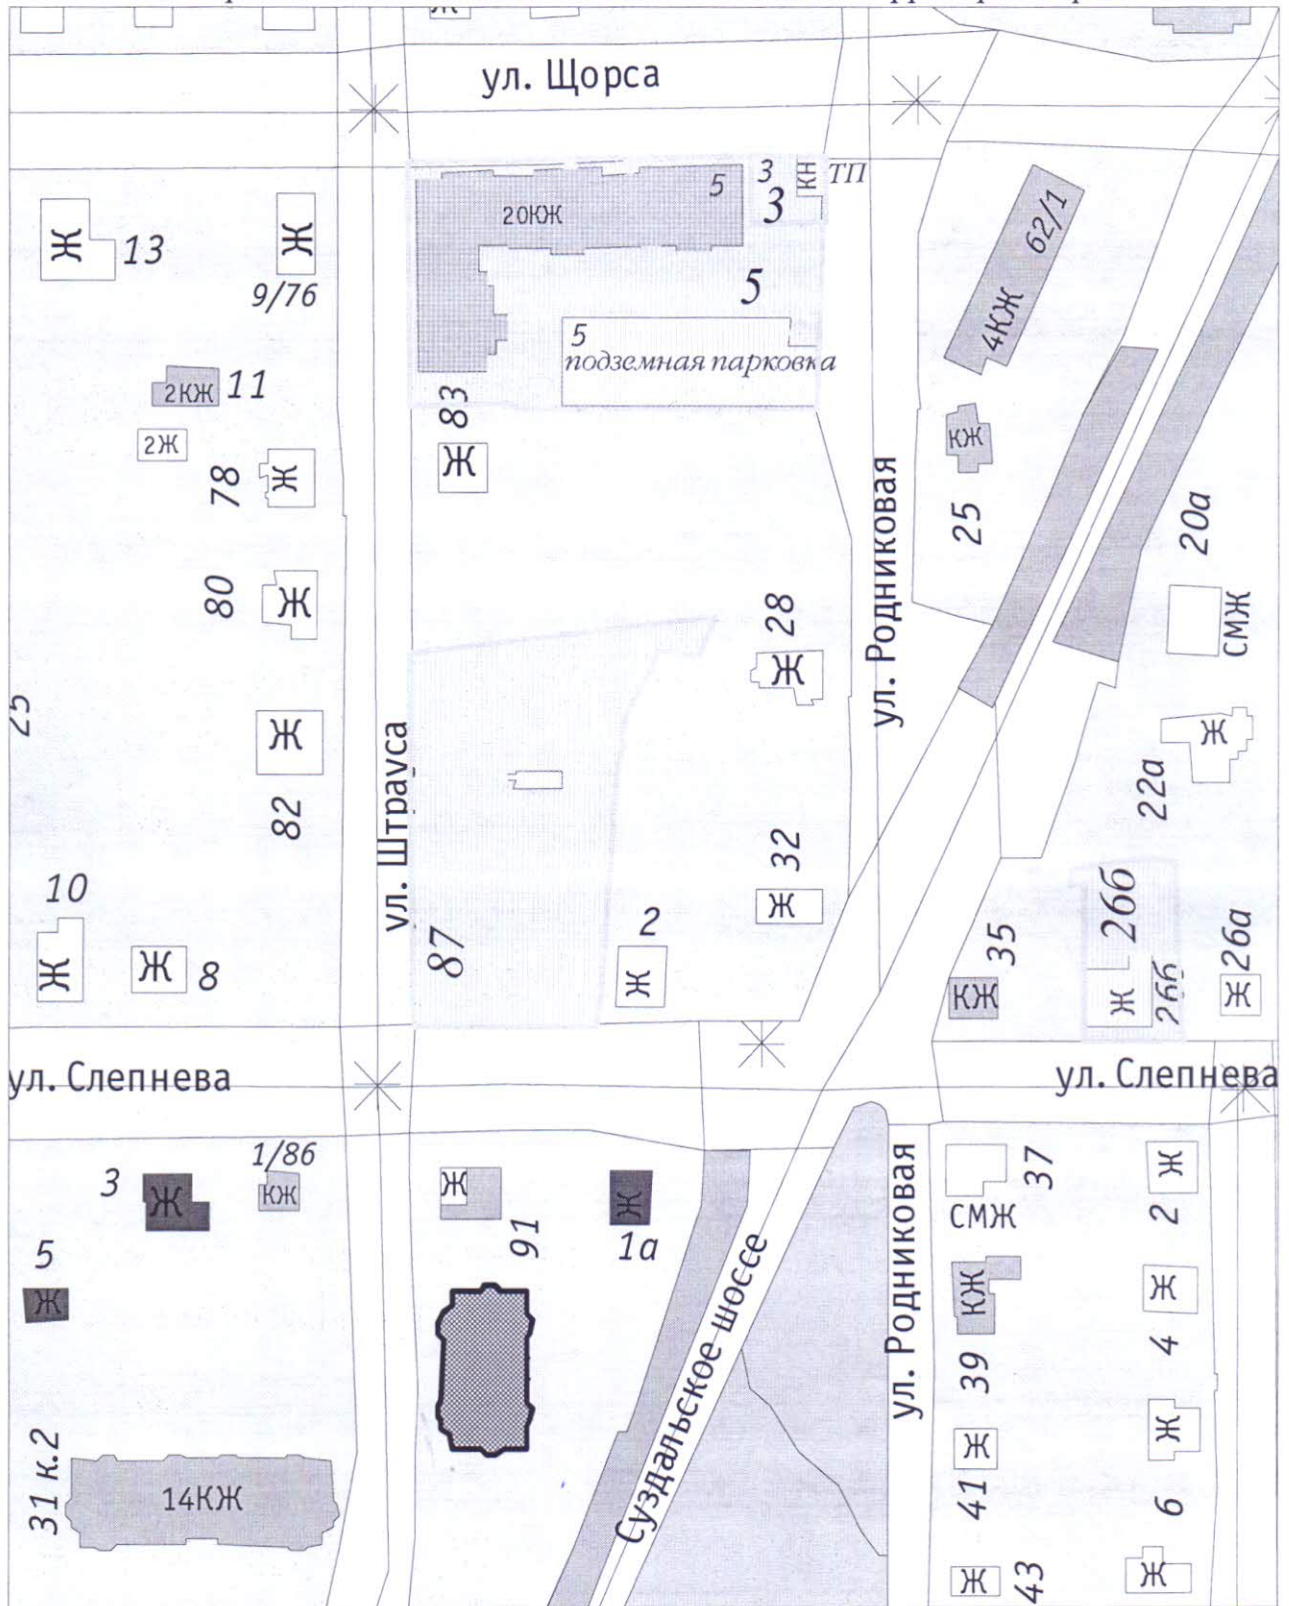 Ж
ул. Щорса
Ж
13
Ж
9/76
20КЖ
5
3
3
КН
ТП
5
5
подземная парковка
4КЖ 62/1
2КЖ
11
2Ж
83
Ж
78
Ж
КЖ
25
ул. Родниковая
20а
СМЖ
80
Ж
28
Ж
25
Ж
82
ул. Штрауса
Ж
22а
32
Ж
10
Ж
Ж
8
87
2
Ж
35
КЖ
26б
Ж
26б
26а
Ж
ул. Слепнева
ул. Слепнева
3
Ж
1/86
КЖ
Ж
91
Ж
1а
ул. Родниковая
37
СМЖ
Ж
2
5
Ж
Суздальское шоссе
КЖ
39
Ж
4
31 к.2
14КЖ
Ж
41
Ж
6
Ж
43
Ж